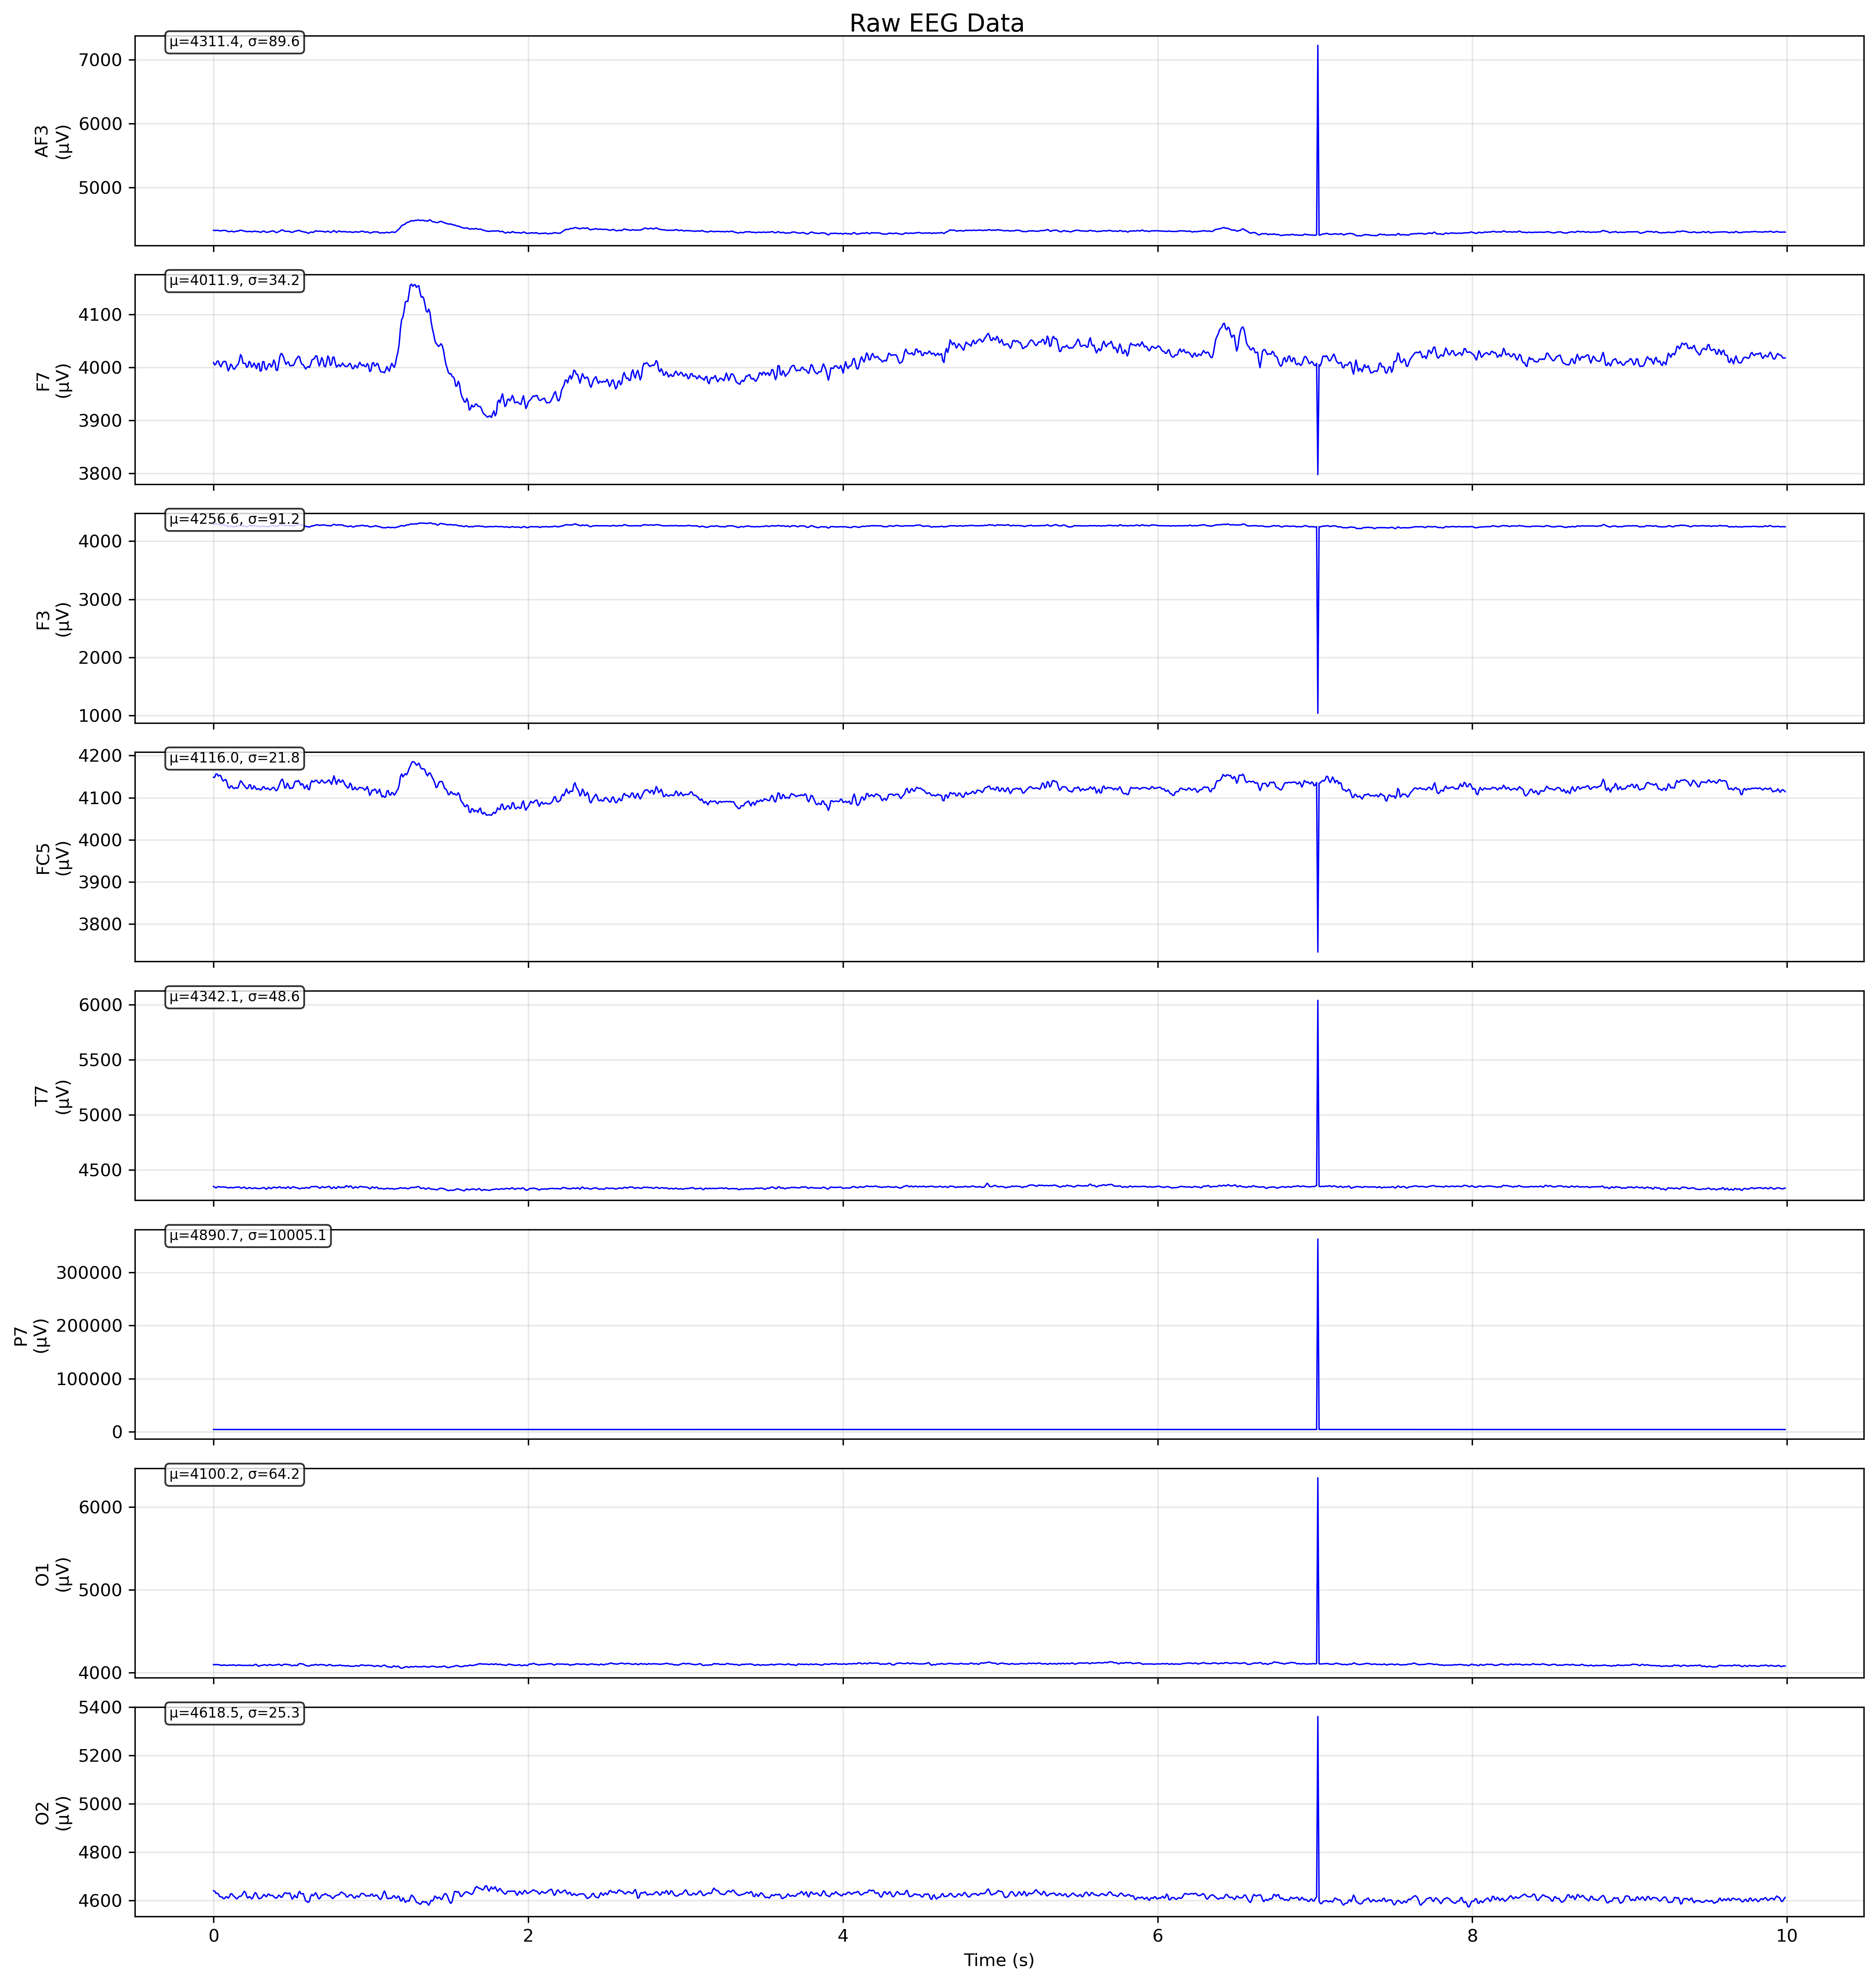 Raw EEG Data
μ=4311.4, σ=89.6
7000
6000
5000
AF3
(μV)
μ=4011.9, σ=34.2
4100
4000
3900
3800
F7
(μV)
μ=4256.6, σ=91.2
4000
3000
2000
1000
F3
(μV)
μ=4116.0, σ=21.8
4200
4100
4000
3900
3800
FC5
(μV)
μ=4342.1, σ=48.6
6000
5500
5000
4500
T7
(μV)
μ=4890.7, σ=10005.1
300000
200000
100000
0
P7
(μV)
μ=4100.2, σ=64.2
6000
5000
4000
O1
(μV)
μ=4618.5, σ=25.3
5400
5200
5000
4800
4600
O2
(μV)
0 2 4 6 8 10
Time (s)